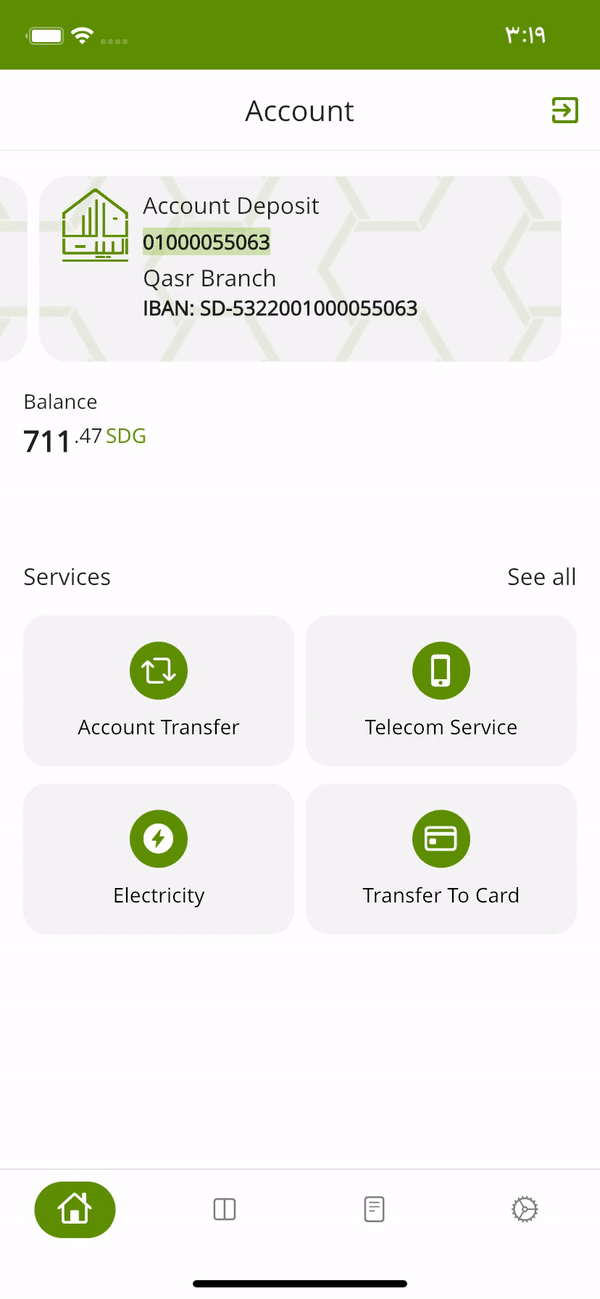 ٣:١٩
Account
Account Deposit
01000055063
Qasr Branch
IBAN: SD-5322001000055063
البيت
Balance
711.47 SDG
Services
See all
Account Transfer
Telecom Service
Electricity
Transfer To Card